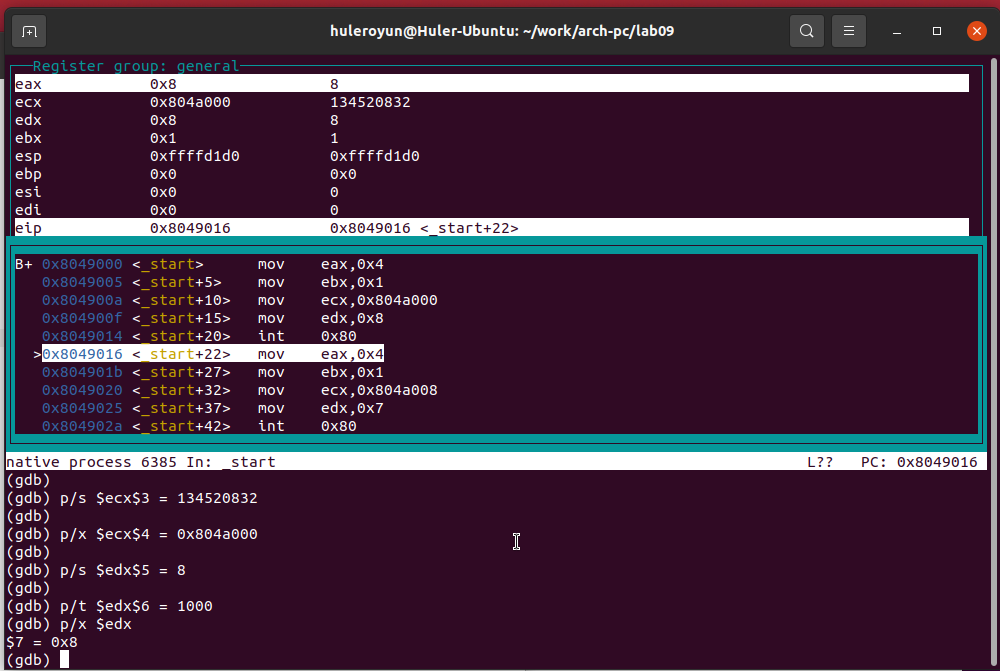 huleroyun@Huler-Ubuntu: ~/work/arch-pc/lab09
Register group: general
eax 0x8 8
ecx 0x804a000 134520832
edx 0x8 8
ebx 0x1 1
esp 0xffffd1d0 0xffffd1d0
ebp 0x0 0x0
esi 0x0 0
edi 0x0 0
eip 0x8049016 0x8049016 <_start+22>
B+ 0x8049000 <_start> mov eax,0x4
0x8049005 <_start+5> mov ebx,0x1
0x804900a <_start+10> mov ecx,0x804a000
0x804900f <_start+15> mov edx,0x8
0x8049014 <_start+20> int 0x80
>0x8049016 <_start+22> mov eax,0x4
0x804901b <_start+27> mov ebx,0x1
0x8049020 <_start+32> mov ecx,0x804a008
0x8049025 <_start+37> mov edx,0x7
0x804902a <_start+42> int 0x80
native process 6385 In: _start L?? PC: 0x8049016
(gdb)
(gdb) p/s $ecx$3 = 134520832
(gdb)
(gdb) p/x $ecx$4 = 0x804a000
(gdb)
(gdb) p/s $edx$5 = 8
(gdb)
(gdb) p/t $edx$6 = 1000
(gdb) p/x $edx
$7 = 0x8
(gdb)